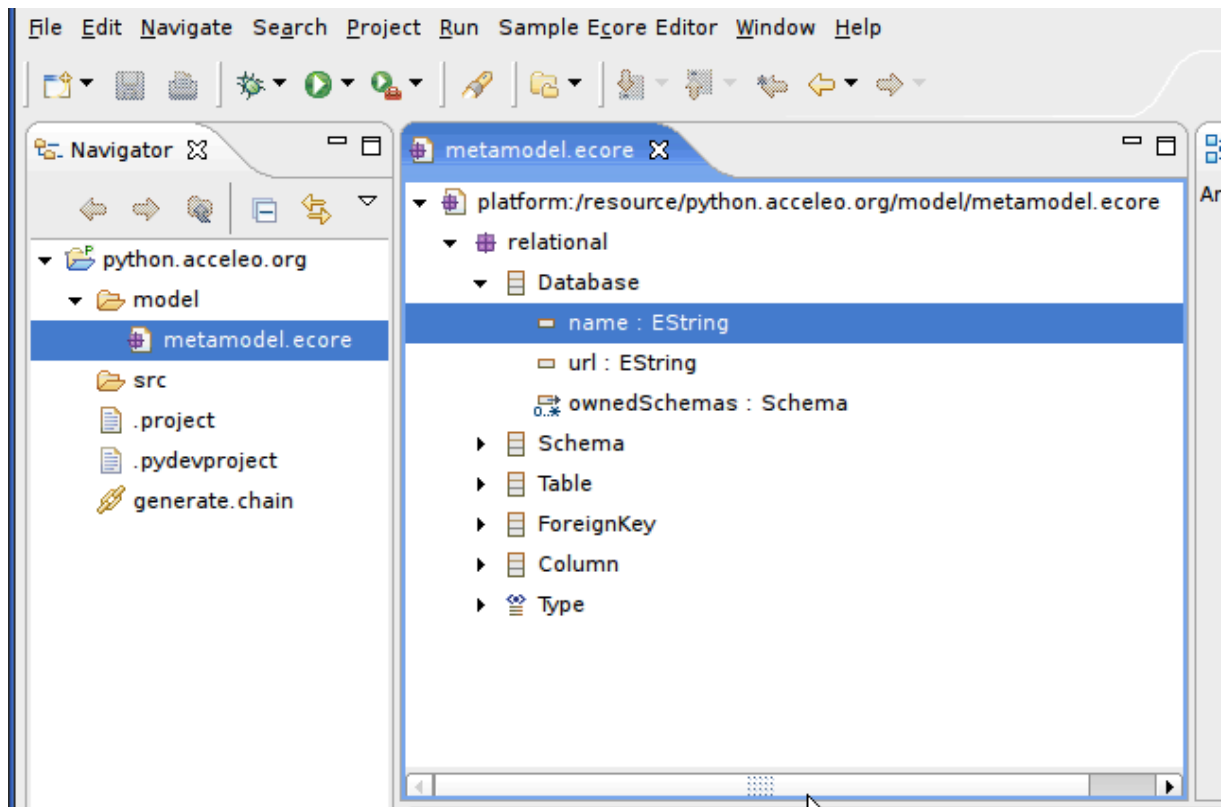 File Edit Navigate Search Project Run Sample Ecore Editor Window Help
Navigator
python.acceleo.org
model
metamodel.ecore
src
.project
.pydevproject
generate.chain
metamodel.ecore
platform:/resource/python.acceleo.org/model/metamodel.ecore
relational
Database
name : EString
url : EString
0..* ownedSchemas : Schema
Schema
Table
ForeignKey
Column
Type